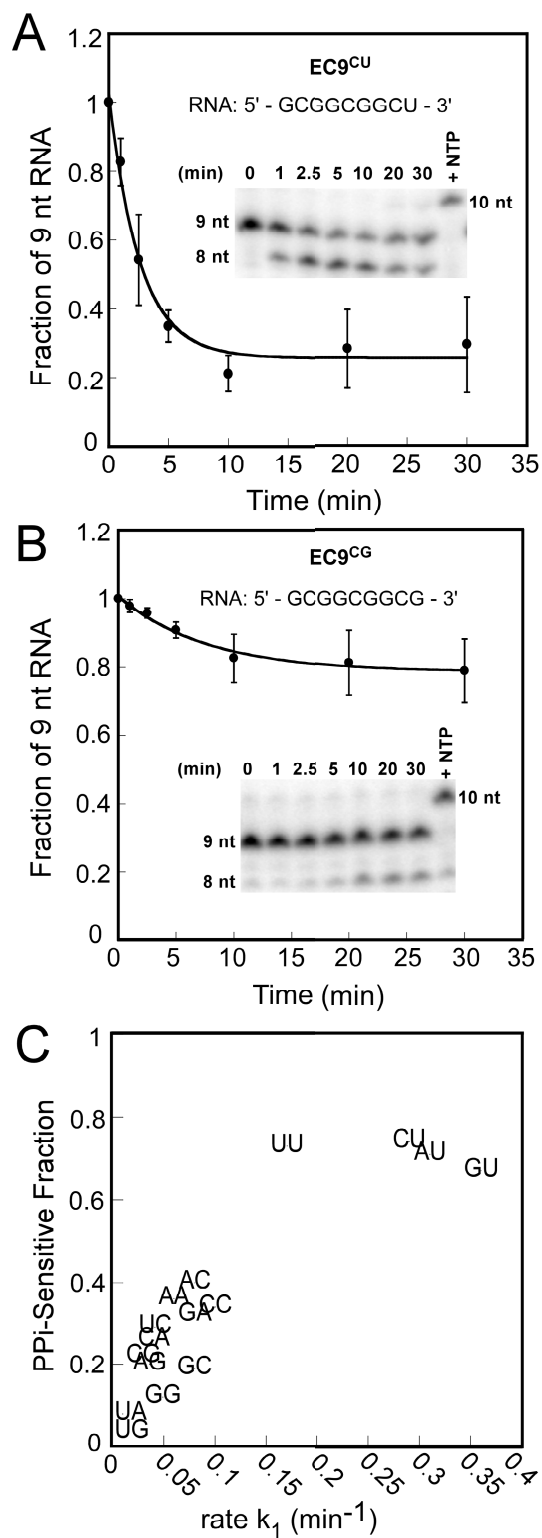 A
EC9^CU
RNA: 5' - GCGGCGGCU - 3'
(min) 0 1 2.5 5 10 20 30 + NTP
10 nt
9 nt
8 nt
1.2
1
0.8
0.6
0.4
0.2
0
Fraction of 9 nt RNA
0 5 10 15 20 25 30 35
Time (min)
B
EC9^CG
RNA: 5' - GCGGCGGCG - 3'
(min) 0 1 2.5 5 10 20 30 + NTP
10 nt
9 nt
8 nt
1.2
1
0.8
0.6
0.4
0.2
0
Fraction of 9 nt RNA
0 5 10 15 20 25 30 35
Time (min)
C
1
0.8
0.6
0.4
0.2
0
PPi-Sensitive Fraction
UU CU AU GU
AC
AA CC
GA
UC
CA
CG
AG GC
GG
UA
UG
0 0.05 0.1 0.15 0.2 0.25 0.3 0.35 0.4
rate k₁ (min⁻¹)